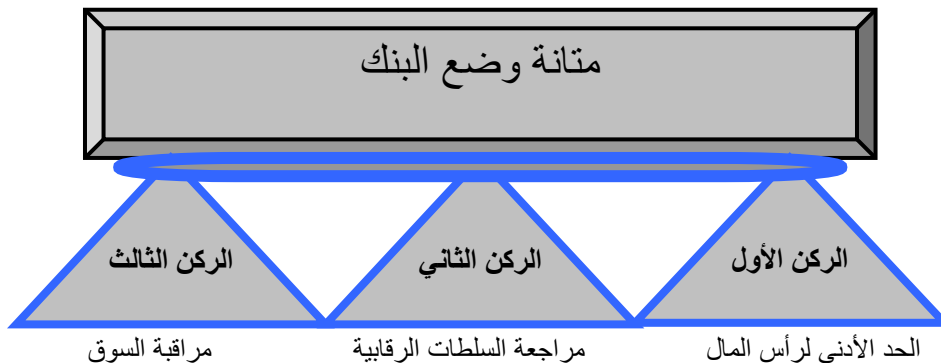 متانة وضع البنك
الركن الأول
الركن الثاني
الركن الثالث
الحد الأدنى لرأس المال
مراجعة السلطات الرقابية
مراقبة السوق